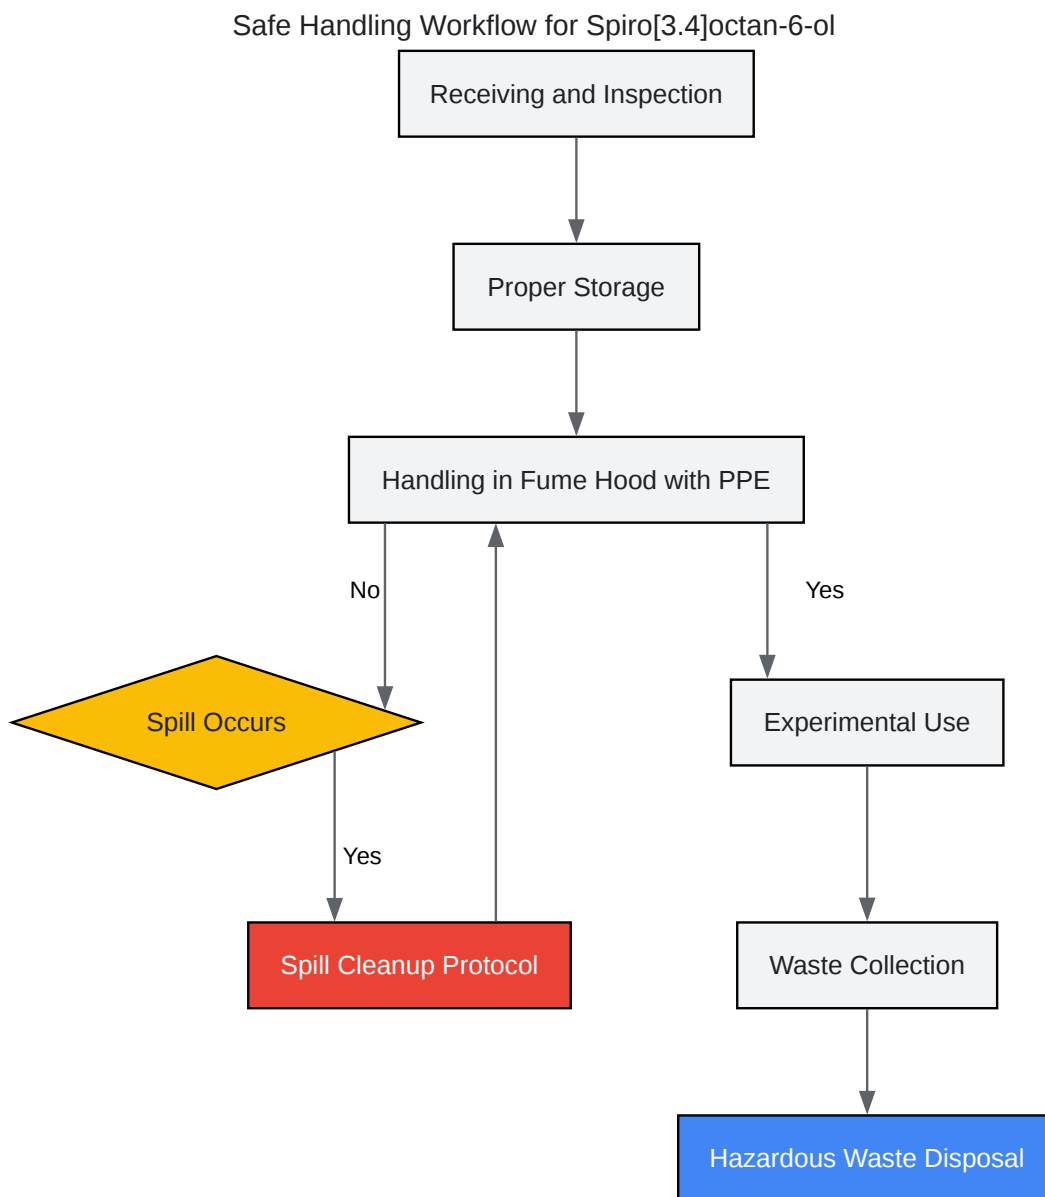 Safe Handling Workflow for Spiro[3.4]octan-6-ol
Receiving and Inspection
Proper Storage
Handling in Fume Hood with PPE
No
Yes
Spill Occurs
Experimental Use
Yes
Spill Cleanup Protocol
Waste Collection
Hazardous Waste Disposal